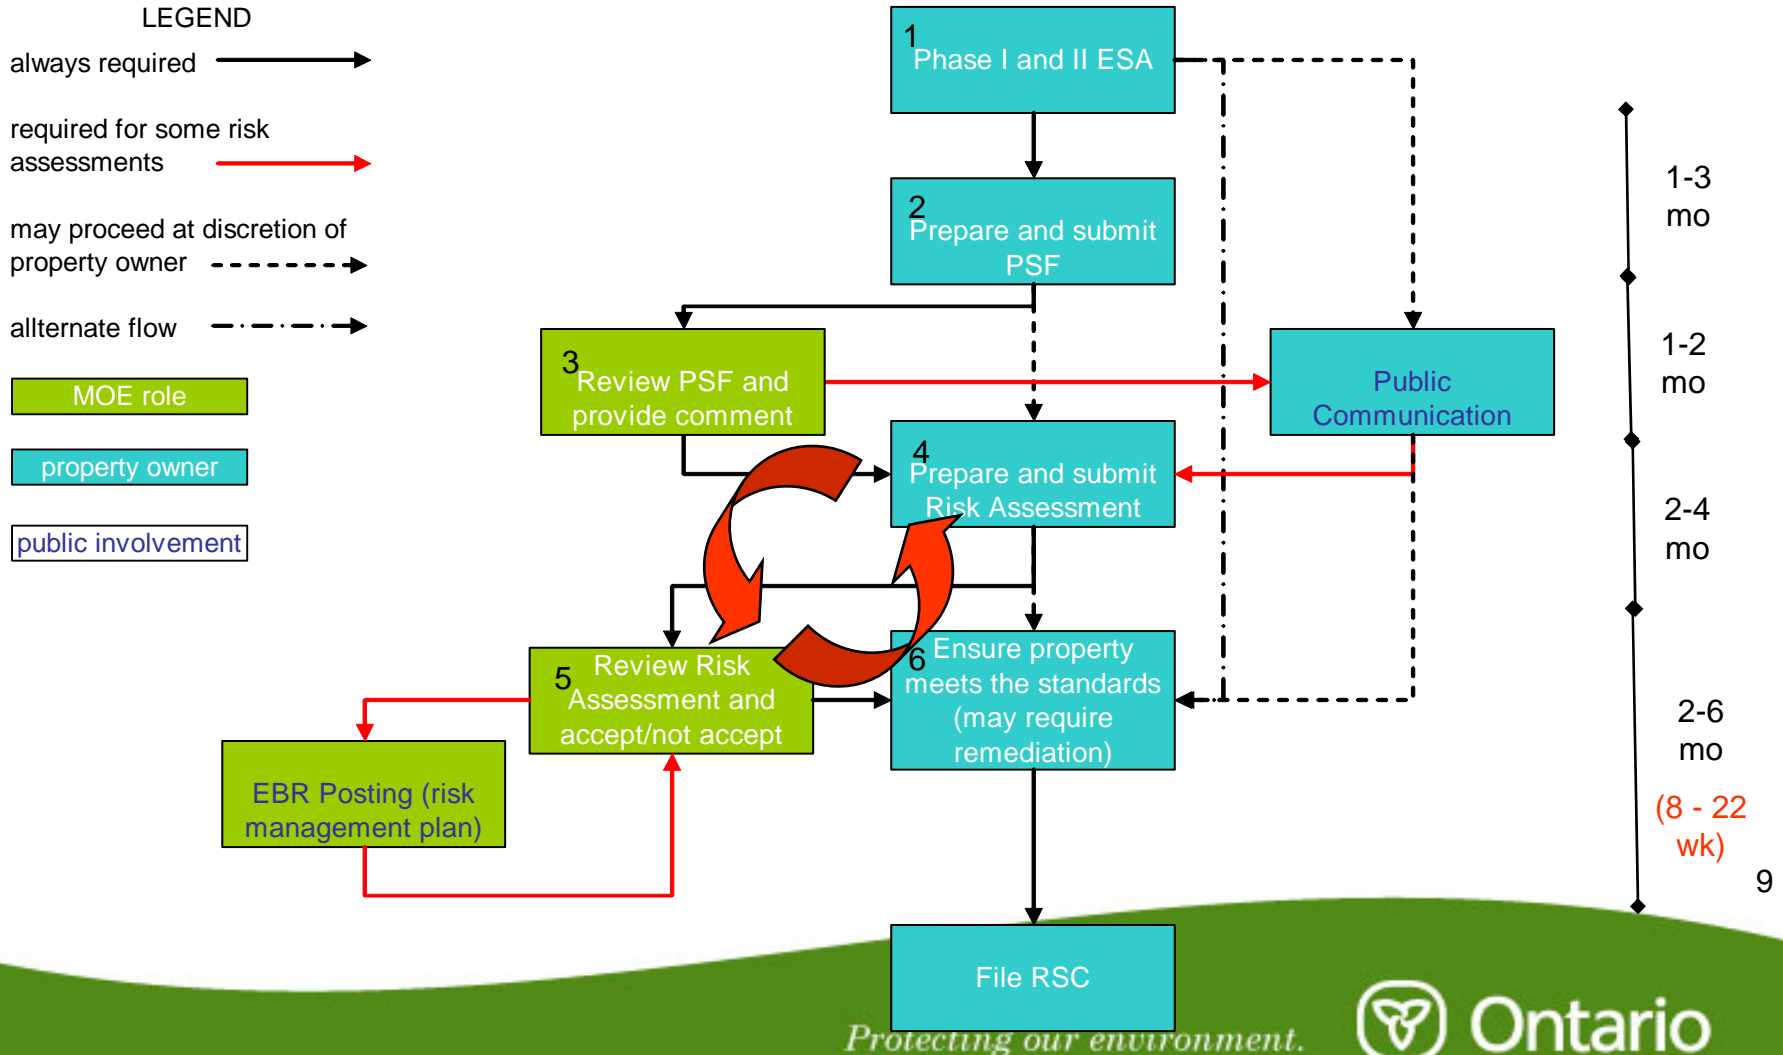 LEGEND
always required
required for some risk
assessments
may proceed at discretion of
property owner
allternate flow
MOE role
property owner
public involvement
1
Phase I and II ESA
2
Prepare and submit
PSF
3
Review PSF and
provide comment
Public
Communication
4
Prepare and submit
Risk Assessment
5
Review Risk
Assessment and
accept/not accept
6
Ensure property
meets the standards
(may require
remediation)
EBR Posting (risk
management plan)
File RSC
1-3
mo
1-2
mo
2-4
mo
2-6
mo
(8 - 22
wk)
9
Protecting our environment.
Ontario